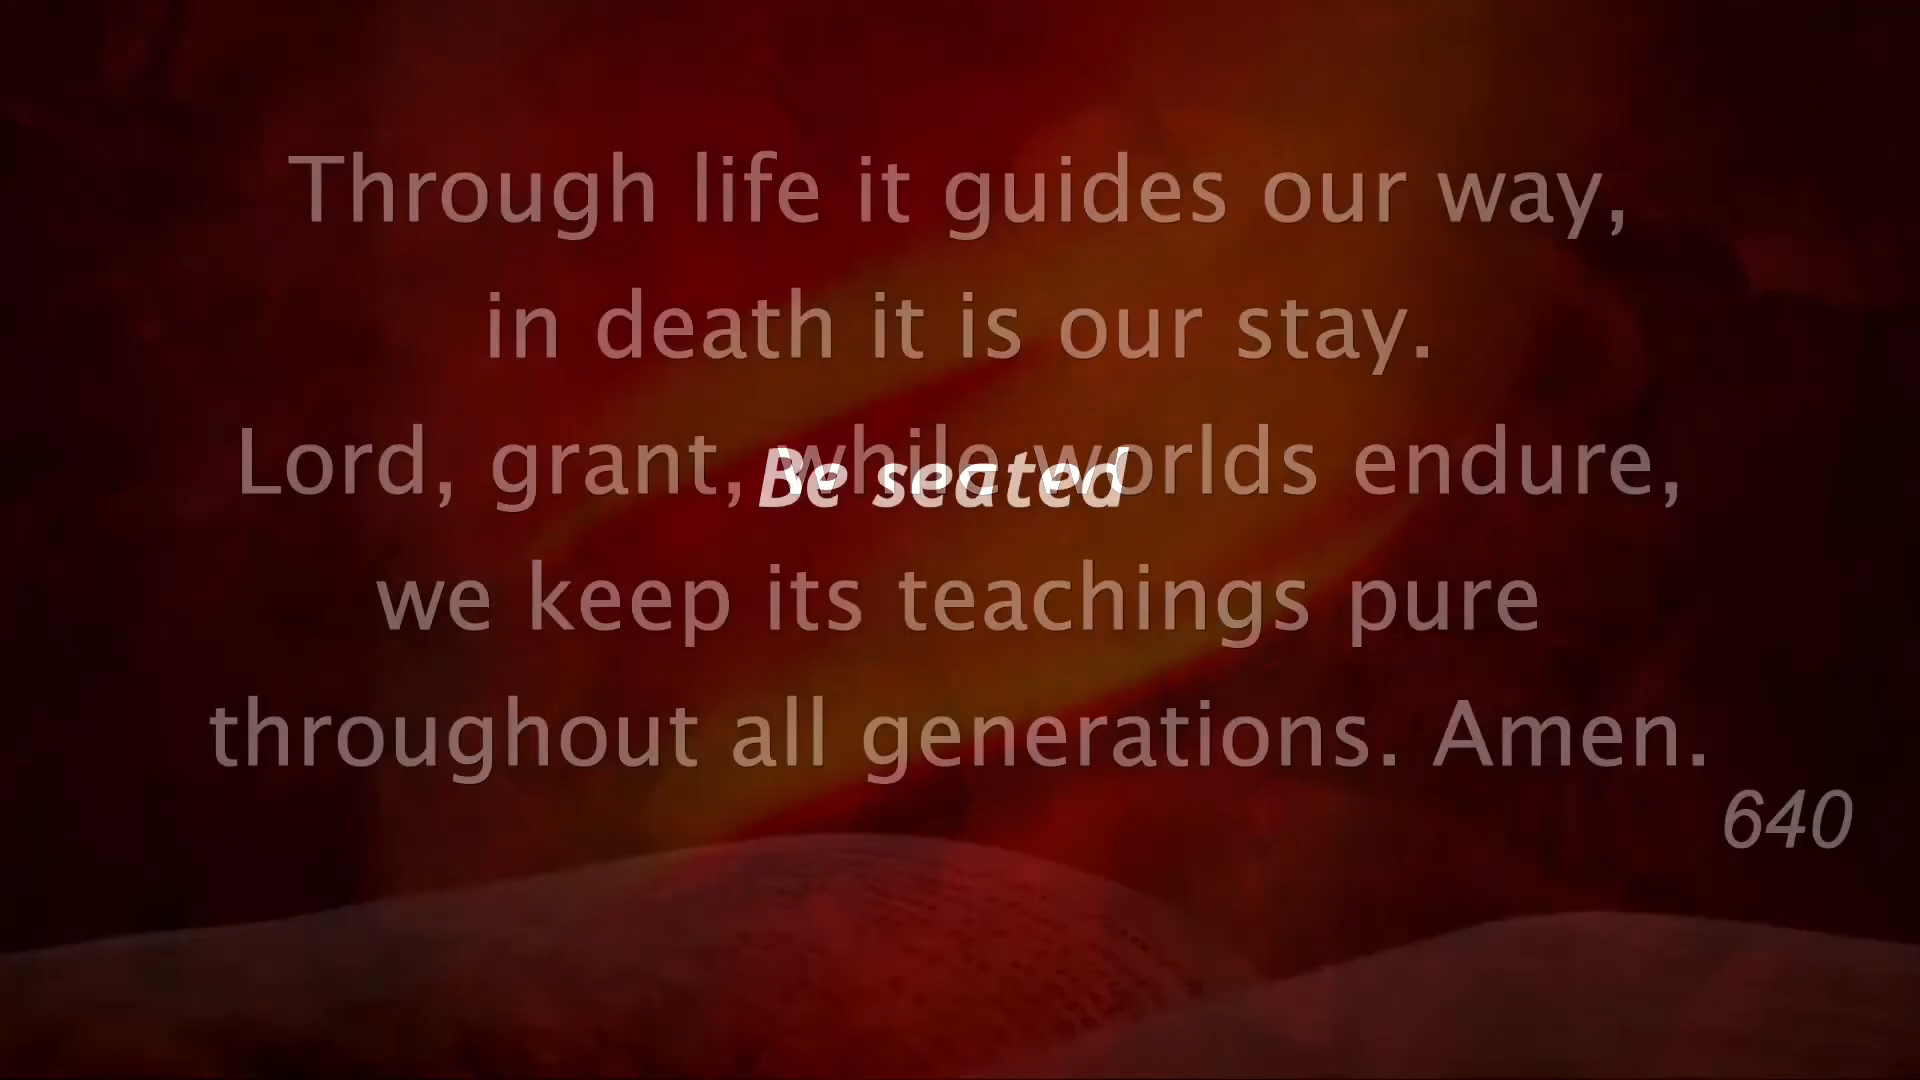 Through life it guides our way,
in death it is our stay.
Lord, grant, while worlds endure,
Be seated
we keep its teachings pure
throughout all generations. Amen.
640